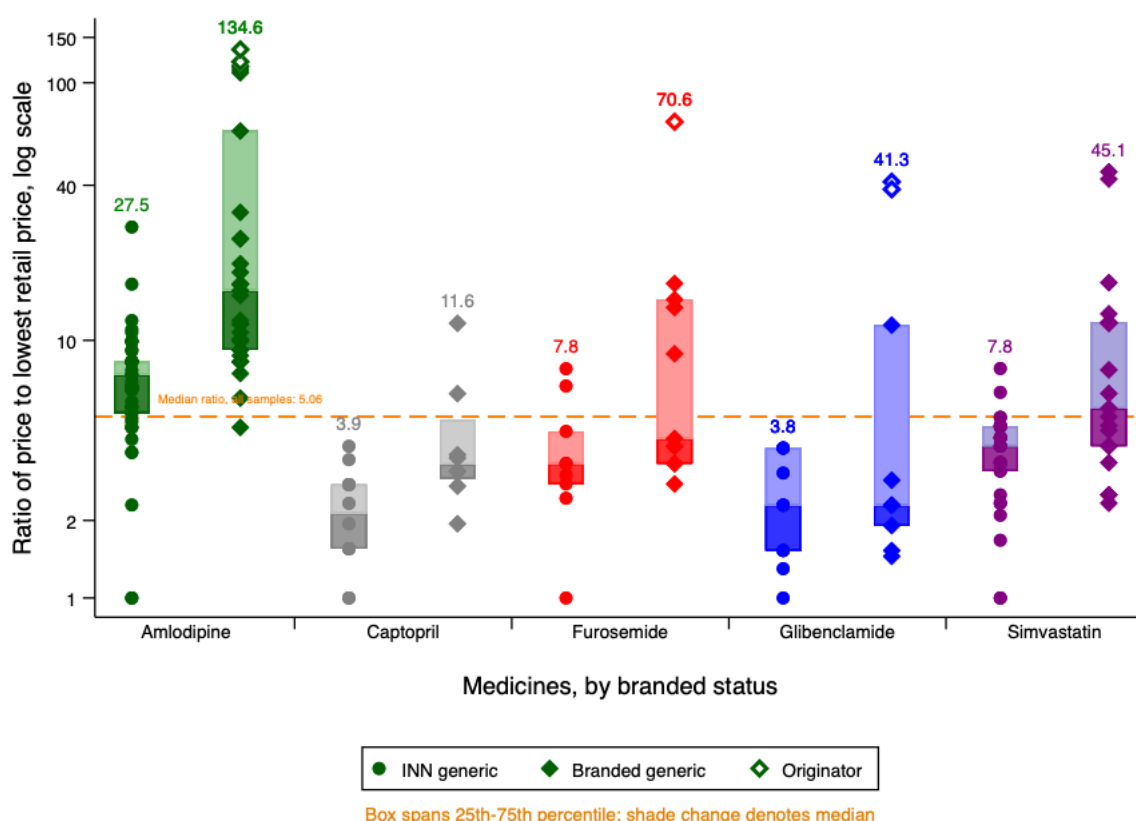 134.6
150
100
70.6
41.3
45.1
40
27.5
11.6
10
7.8
7.8
Median ratio, all samples: 5.06
3.9
3.8
2
1
Ratio of price to lowest retail price, log scale
Amlodipine Captopril Furosemide Glibenclamide Simvastatin
Medicines, by branded status
INN generic Branded generic Originator
Box spans 25th-75th percentile; shade change denotes median